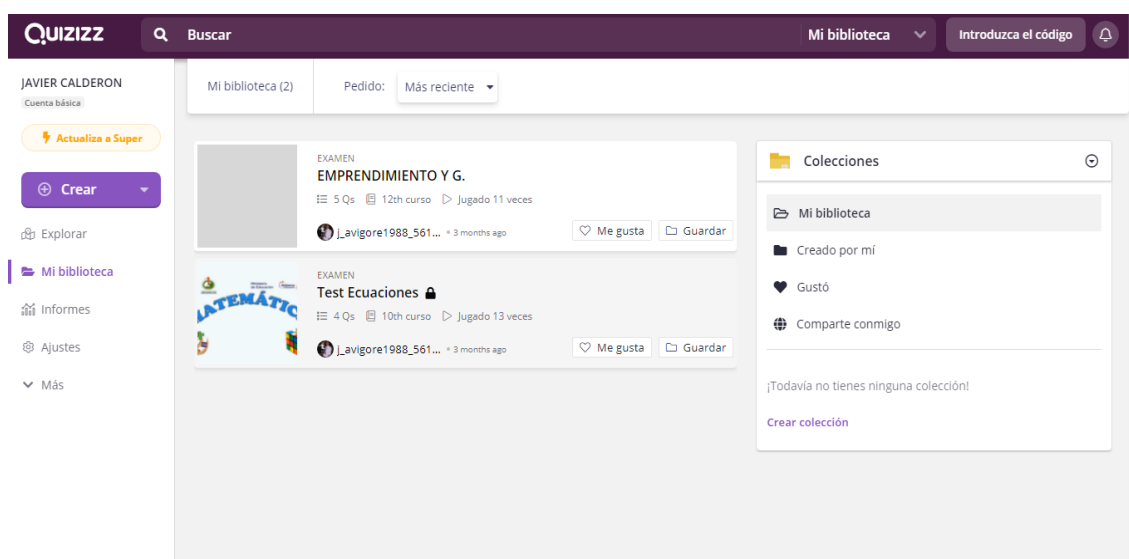 QUIZIZZ
Buscar
Mi biblioteca
Introduzca el código
JAVIER CALDERON
Cuenta básica
Actualiza a Super
Crear
Explorar
Mi biblioteca
Informes
Ajustes
Más
Mi biblioteca (2)
Pedido:
Más reciente
EXAMEN
EMPRENDIMIENTO Y G.
5 Qs 12th curso Jugado 11 veces
j_avigore1988_561... • 3 months ago
Me gusta
Guardar
EXAMEN
Test Ecuaciones
4 Qs 10th curso Jugado 13 veces
j_avigore1988_561... • 3 months ago
Me gusta
Guardar
ATEMÁTIC
Colecciones
Mi biblioteca
Creado por mí
Gustó
Comparte conmigo
¡Todavía no tienes ninguna colección!
Crear colección